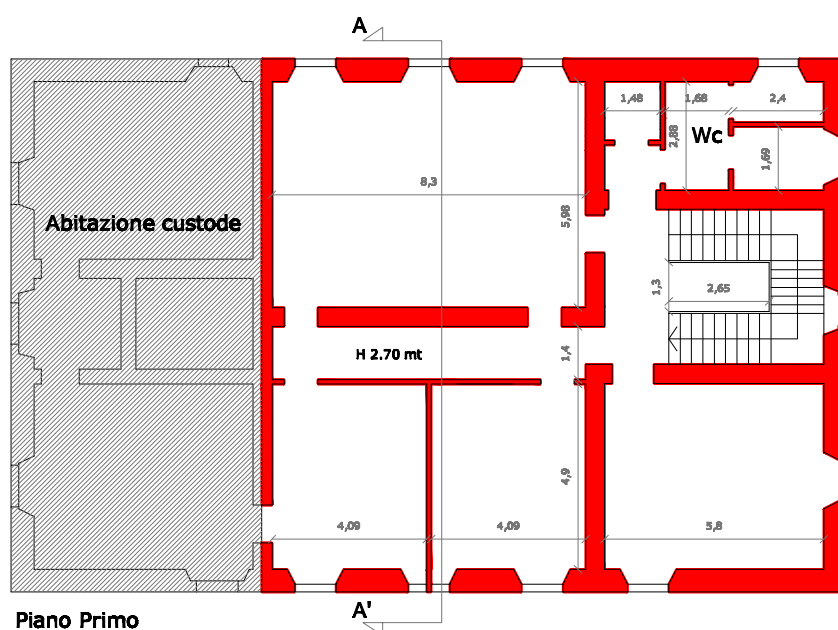 A
1,48
1,68
2,4
2,88
Wc
1,69
8,3
5,98
Abitazione custode
1,3
2,65
H 2.70 mt
1,4
4,9
4,09
4,09
5,8
A'
Piano Primo